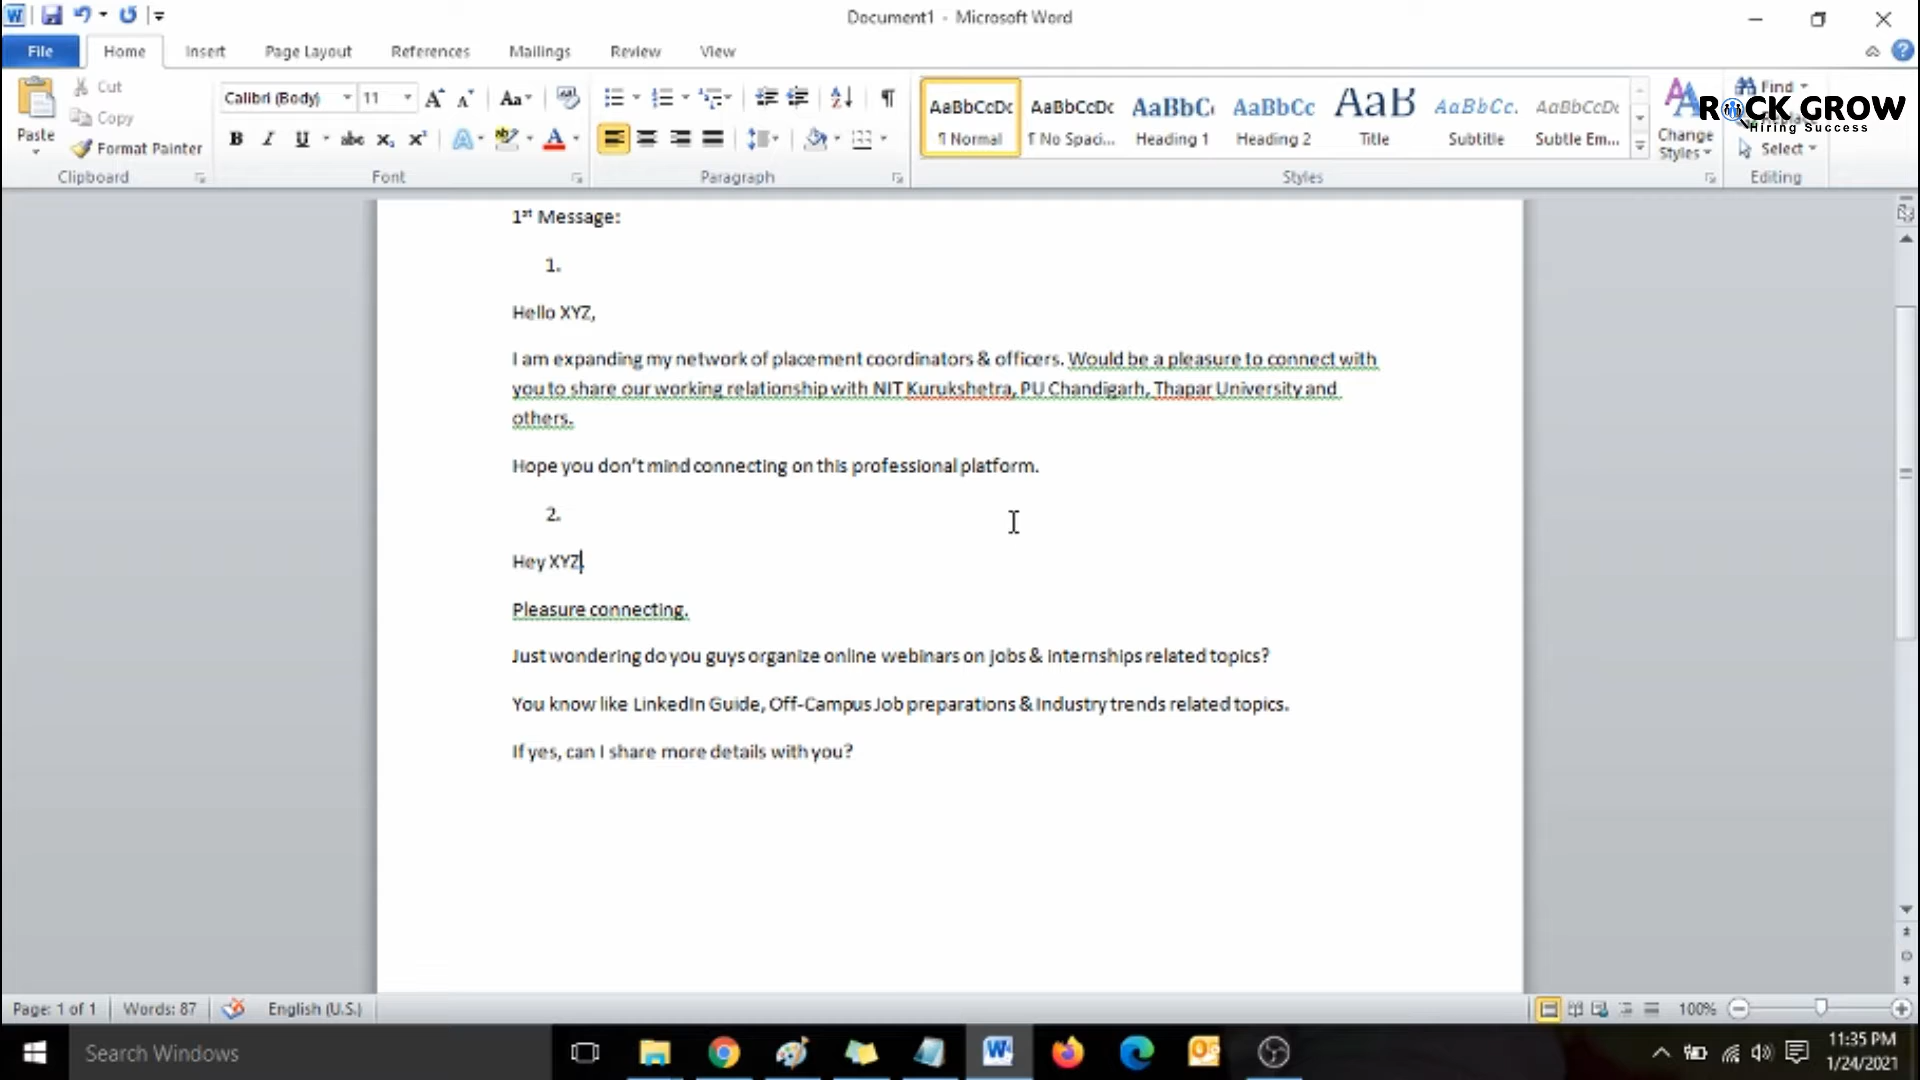 Document1 - Microsoft Word
File Home Insert Page Layout References Mailings Review View
Cut
Copy
Format Painter
Paste
Clipboard
Calibri (Body) 11
Font
Paragraph
AaBbCcDc AaBbCcDc AaBbC AaBbCc AaB AaBbCc. AaBbCcDc
¶ Normal ¶ No Spaci... Heading 1 Heading 2 Title Subtitle Subtle Em...
Styles
Change
Styles
Find
Select
Editing
ROCK GROW
Hiring Success
1st Message:
1.
Hello XYZ,
I am expanding my network of placement coordinators & officers. Would be a pleasure to connect with
you to share our working relationship with NIT Kurukshetra, PU Chandigarh, Thapar University and
others.
Hope you don't mind connecting on this professional platform.
2.
Hey XYZ,
Pleasure connecting.
Just wondering do you guys organize online webinars on jobs & internships related topics?
You know like LinkedIn Guide, Off-Campus Job preparations & Industry trends related topics.
If yes, can I share more details with you?
Page: 1 of 1 Words: 87 English (U.S.) 100%
Search Windows
11:35 PM
1/24/2021